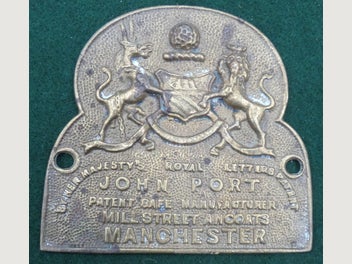 BY HER MAJESTY'S ROYAL LETTERS PATENT
JOHN PORT
PATENT SAFE MANUFACTURER
MILL STREET ANCOATS
MANCHESTER